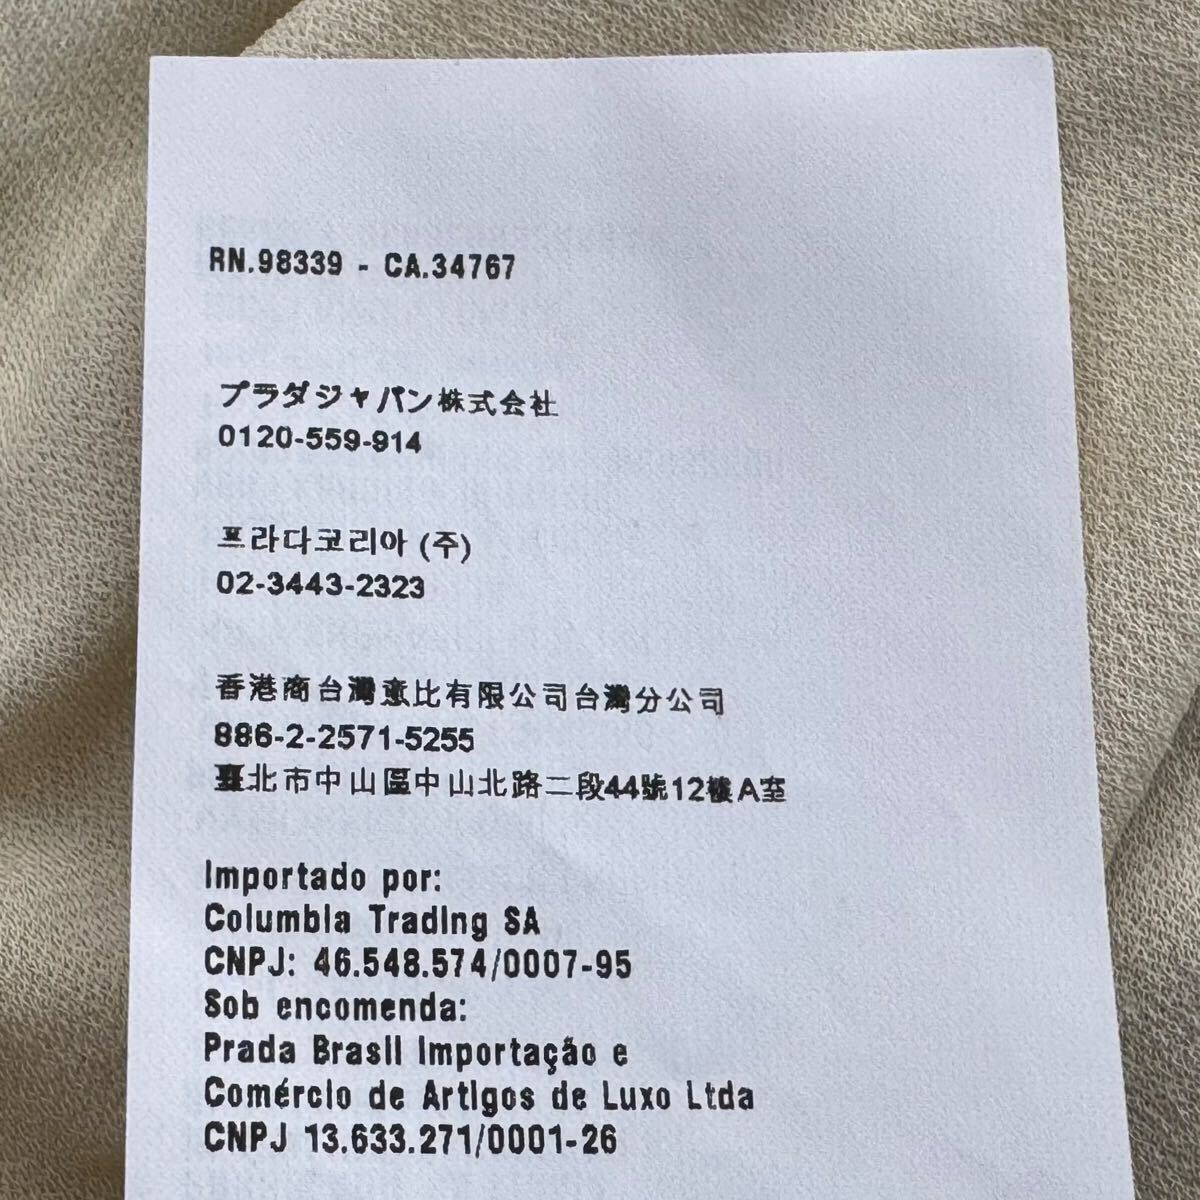 RN.98339 - CA.34767
プラダジャパン株式会社
0120-559-914
프라다코리아 (주)
02-3443-2323
香港商台灣意比有限公司台灣分公司
886-2-2571-5255
臺北市中山區中山北路二段44號12樓A室
Importado por:
Columbia Trading SA
CNPJ: 46.548.574/0007-95
Sob encomenda:
Prada Brasil Importação e
Comércio de Artigos de Luxo Ltda
CNPJ 13.633.271/0001-26